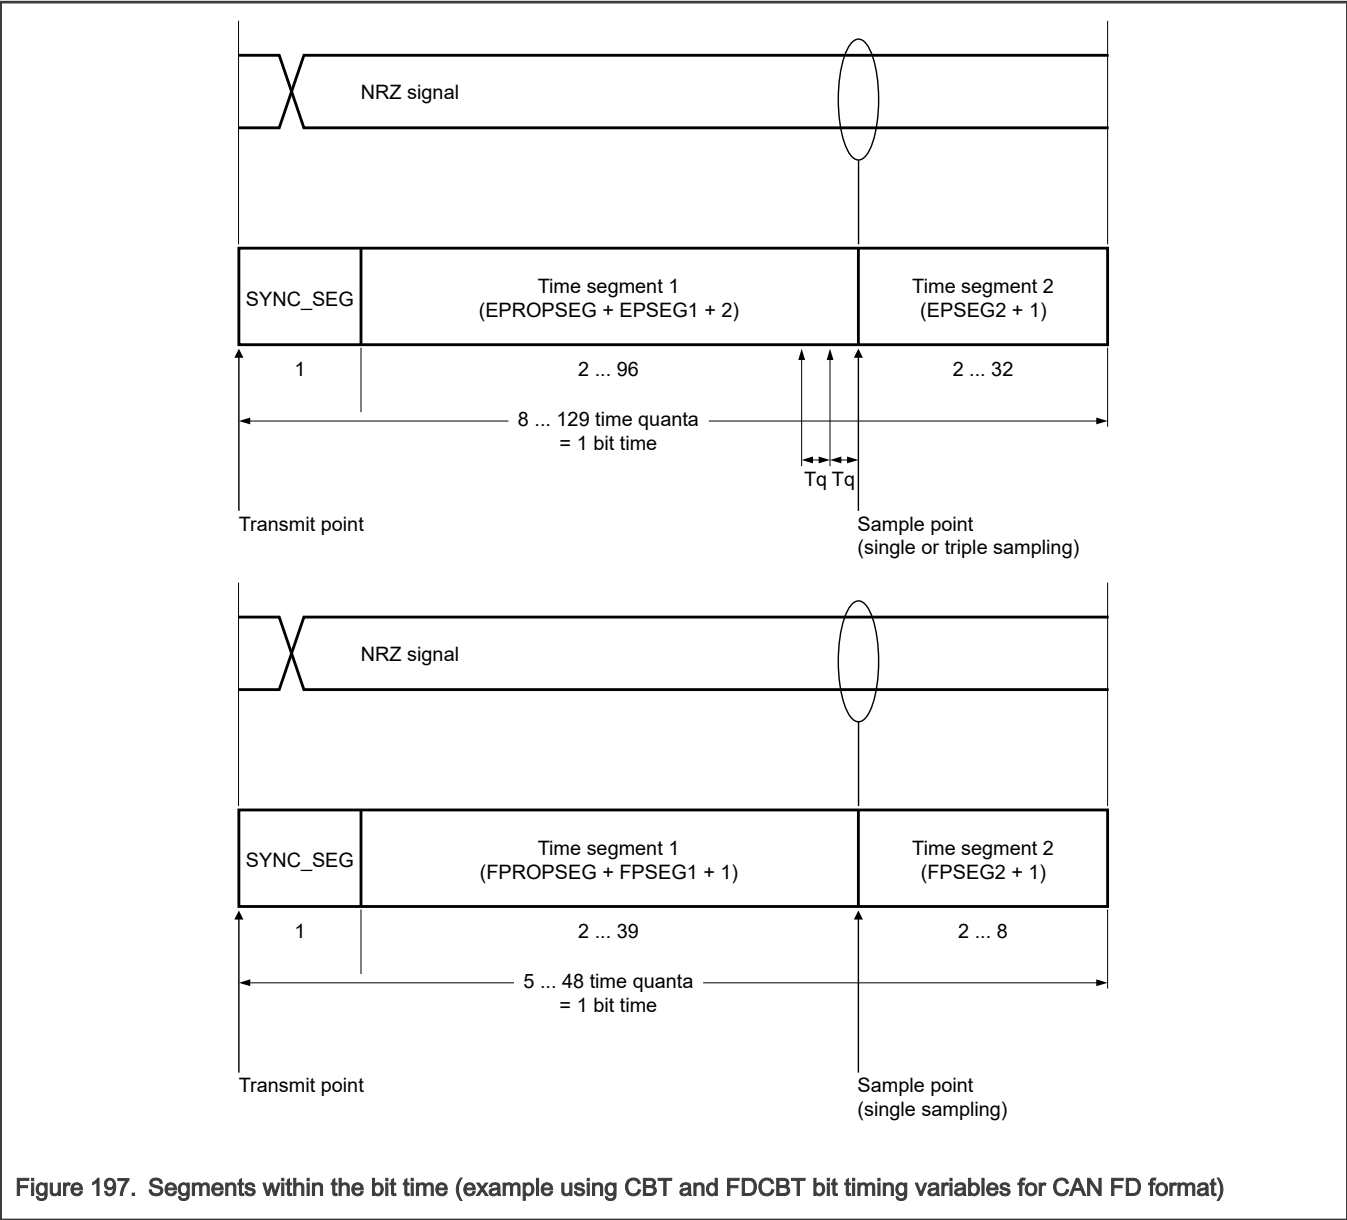 NRZ signal
SYNC_SEG
Time segment 1
(EPROPSEG + EPSEG1 + 2)
Time segment 2
(EPSEG2 + 1)
1
2 ... 96
2 ... 32
8 ... 129 time quanta
= 1 bit time
Tq Tq
Transmit point
Sample point
(single or triple sampling)
NRZ signal
SYNC_SEG
Time segment 1
(FPROPSEG + FPSEG1 + 1)
Time segment 2
(FPSEG2 + 1)
1
2 ... 39
2 ... 8
5 ... 48 time quanta
= 1 bit time
Transmit point
Sample point
(single sampling)
Figure 197. Segments within the bit time (example using CBT and FDCBT bit timing variables for CAN FD format)